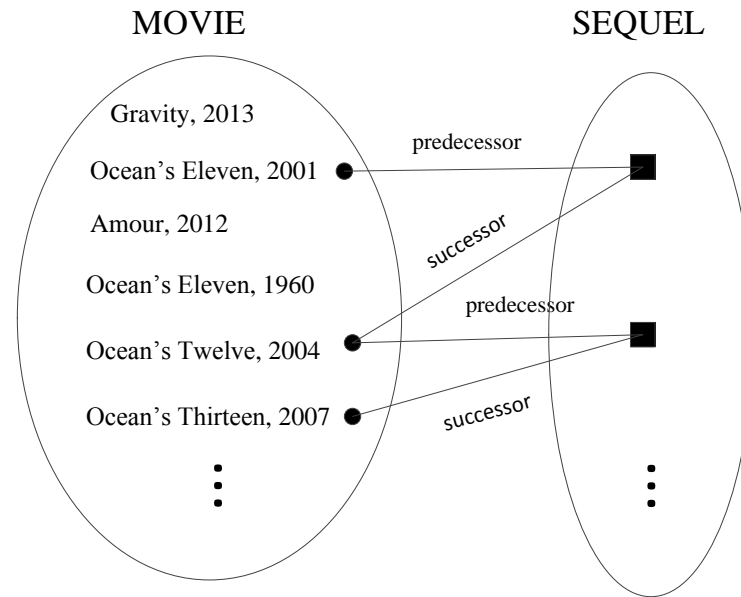 MOVIE
SEQUEL
Gravity, 2013
predecessor
Ocean’s Eleven, 2001
Amour, 2012
successor
Ocean’s Eleven, 1960
predecessor
Ocean’s Twelve, 2004
Ocean’s Thirteen, 2007
successor